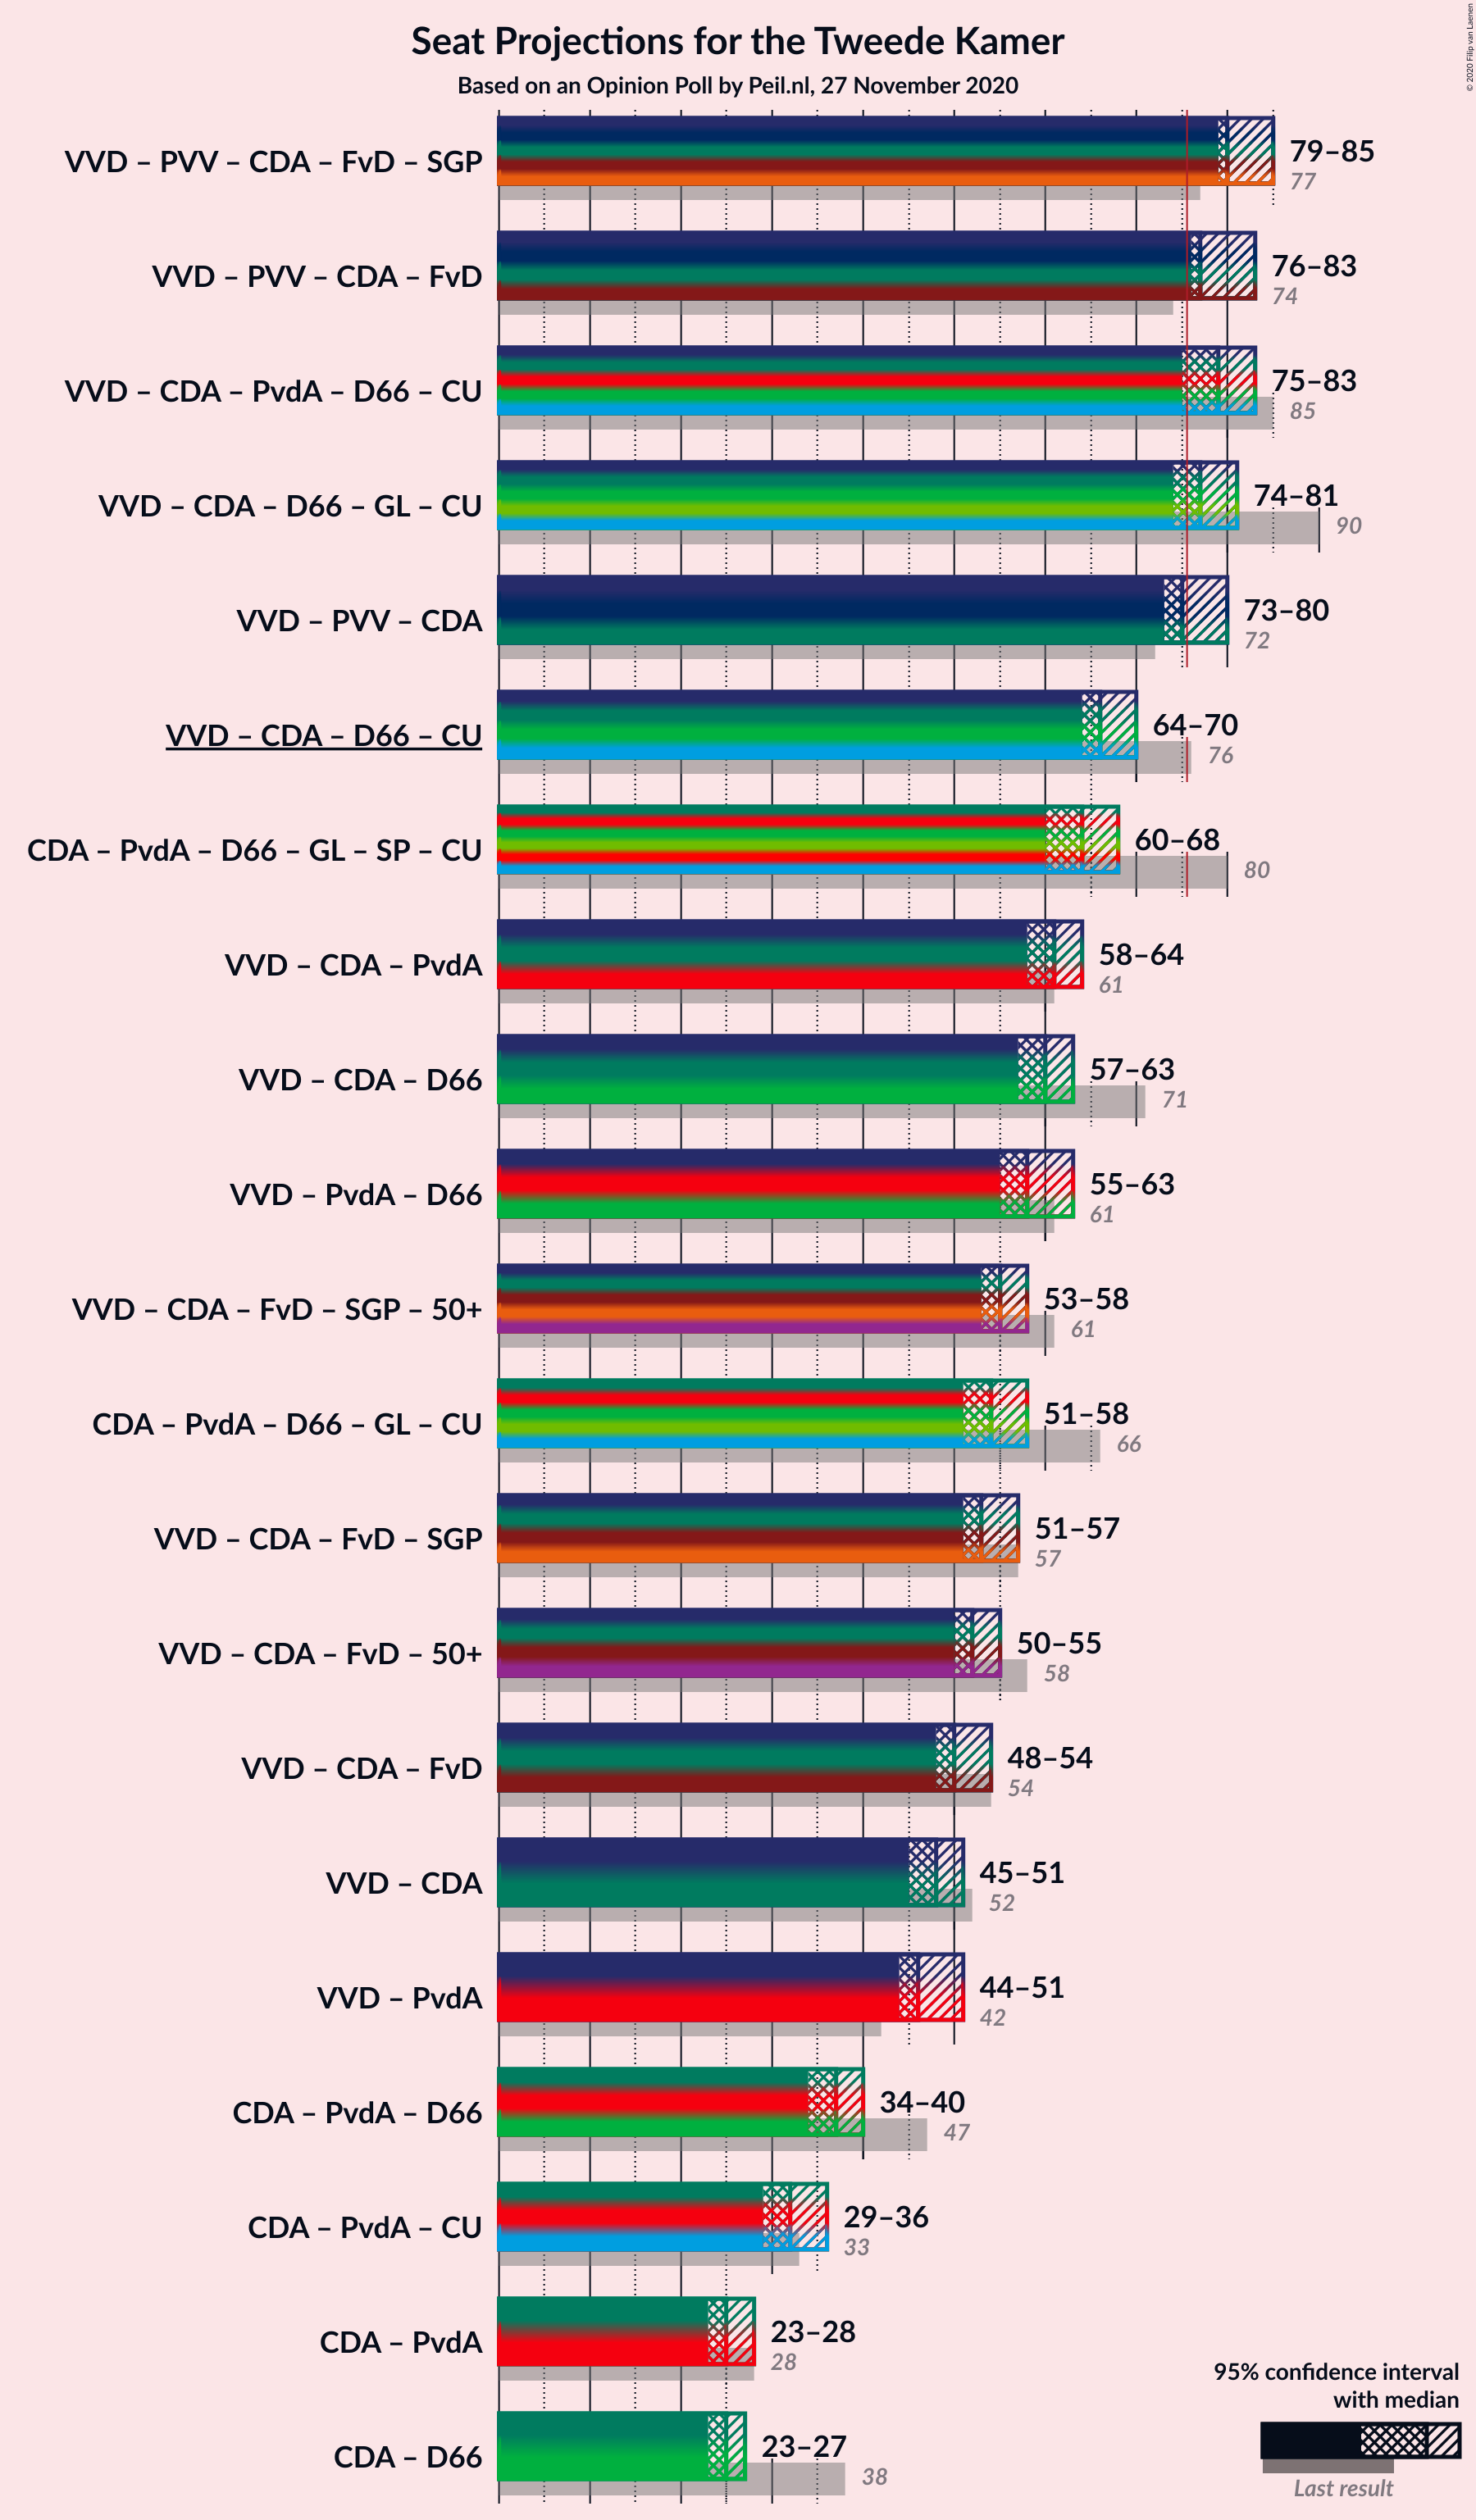 Seat Projections for the Tweede Kamer
Based on an Opinion Poll by Peil.nl, 27 November 2020
© 2020 Filip van Laenen
VVD – PVV – CDA – FvD – SGP
79–85
77
VVD – PVV – CDA – FvD
76–83
74
VVD – CDA – PvdA – D66 – CU
75–83
85
VVD – CDA – D66 – GL – CU
74–81
90
VVD – PVV – CDA
73–80
72
VVD – CDA – D66 – CU
64–70
76
CDA – PvdA – D66 – GL – SP – CU
60–68
80
VVD – CDA – PvdA
58–64
61
VVD – CDA – D66
57–63
71
VVD – PvdA – D66
55–63
61
VVD – CDA – FvD – SGP – 50+
53–58
61
CDA – PvdA – D66 – GL – CU
51–58
66
VVD – CDA – FvD – SGP
51–57
57
VVD – CDA – FvD – 50+
50–55
58
VVD – CDA – FvD
48–54
54
VVD – CDA
45–51
52
VVD – PvdA
44–51
42
CDA – PvdA – D66
34–40
47
CDA – PvdA – CU
29–36
33
CDA – PvdA
23–28
28
CDA – D66
23–27
38
95% confidence interval
with median
Last result